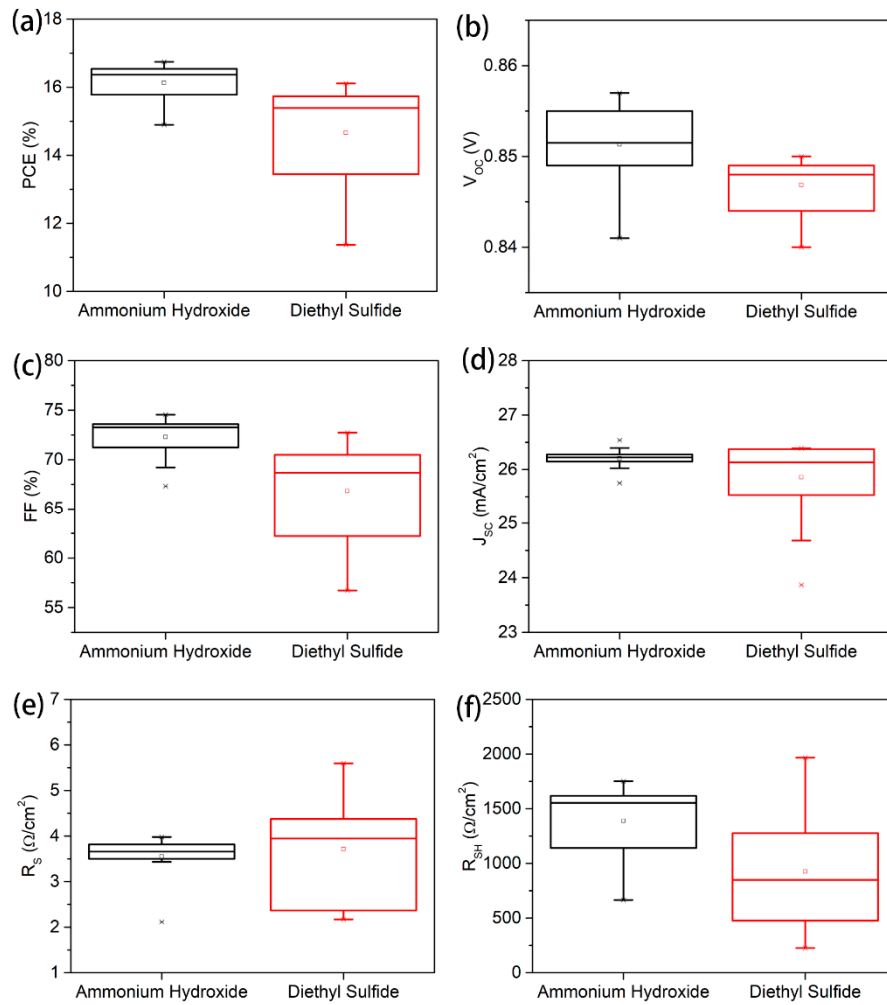 (a)
18
16
14
12
10
PCE (%)
Ammonium Hydroxide
Diethyl Sulfide
(b)
0.86
0.85
0.84
V_OC (V)
Ammonium Hydroxide
Diethyl Sulfide
(c)
80
75
70
65
60
55
FF (%)
Ammonium Hydroxide
Diethyl Sulfide
(d)
28
27
26
25
24
23
J_SC (mA/cm²)
Ammonium Hydroxide
Diethyl Sulfide
(e)
7
6
5
4
3
2
1
R_S (Ω/cm²)
Ammonium Hydroxide
Diethyl Sulfide
(f)
2500
2000
1500
1000
500
0
R_SH (Ω/cm²)
Ammonium Hydroxide
Diethyl Sulfide